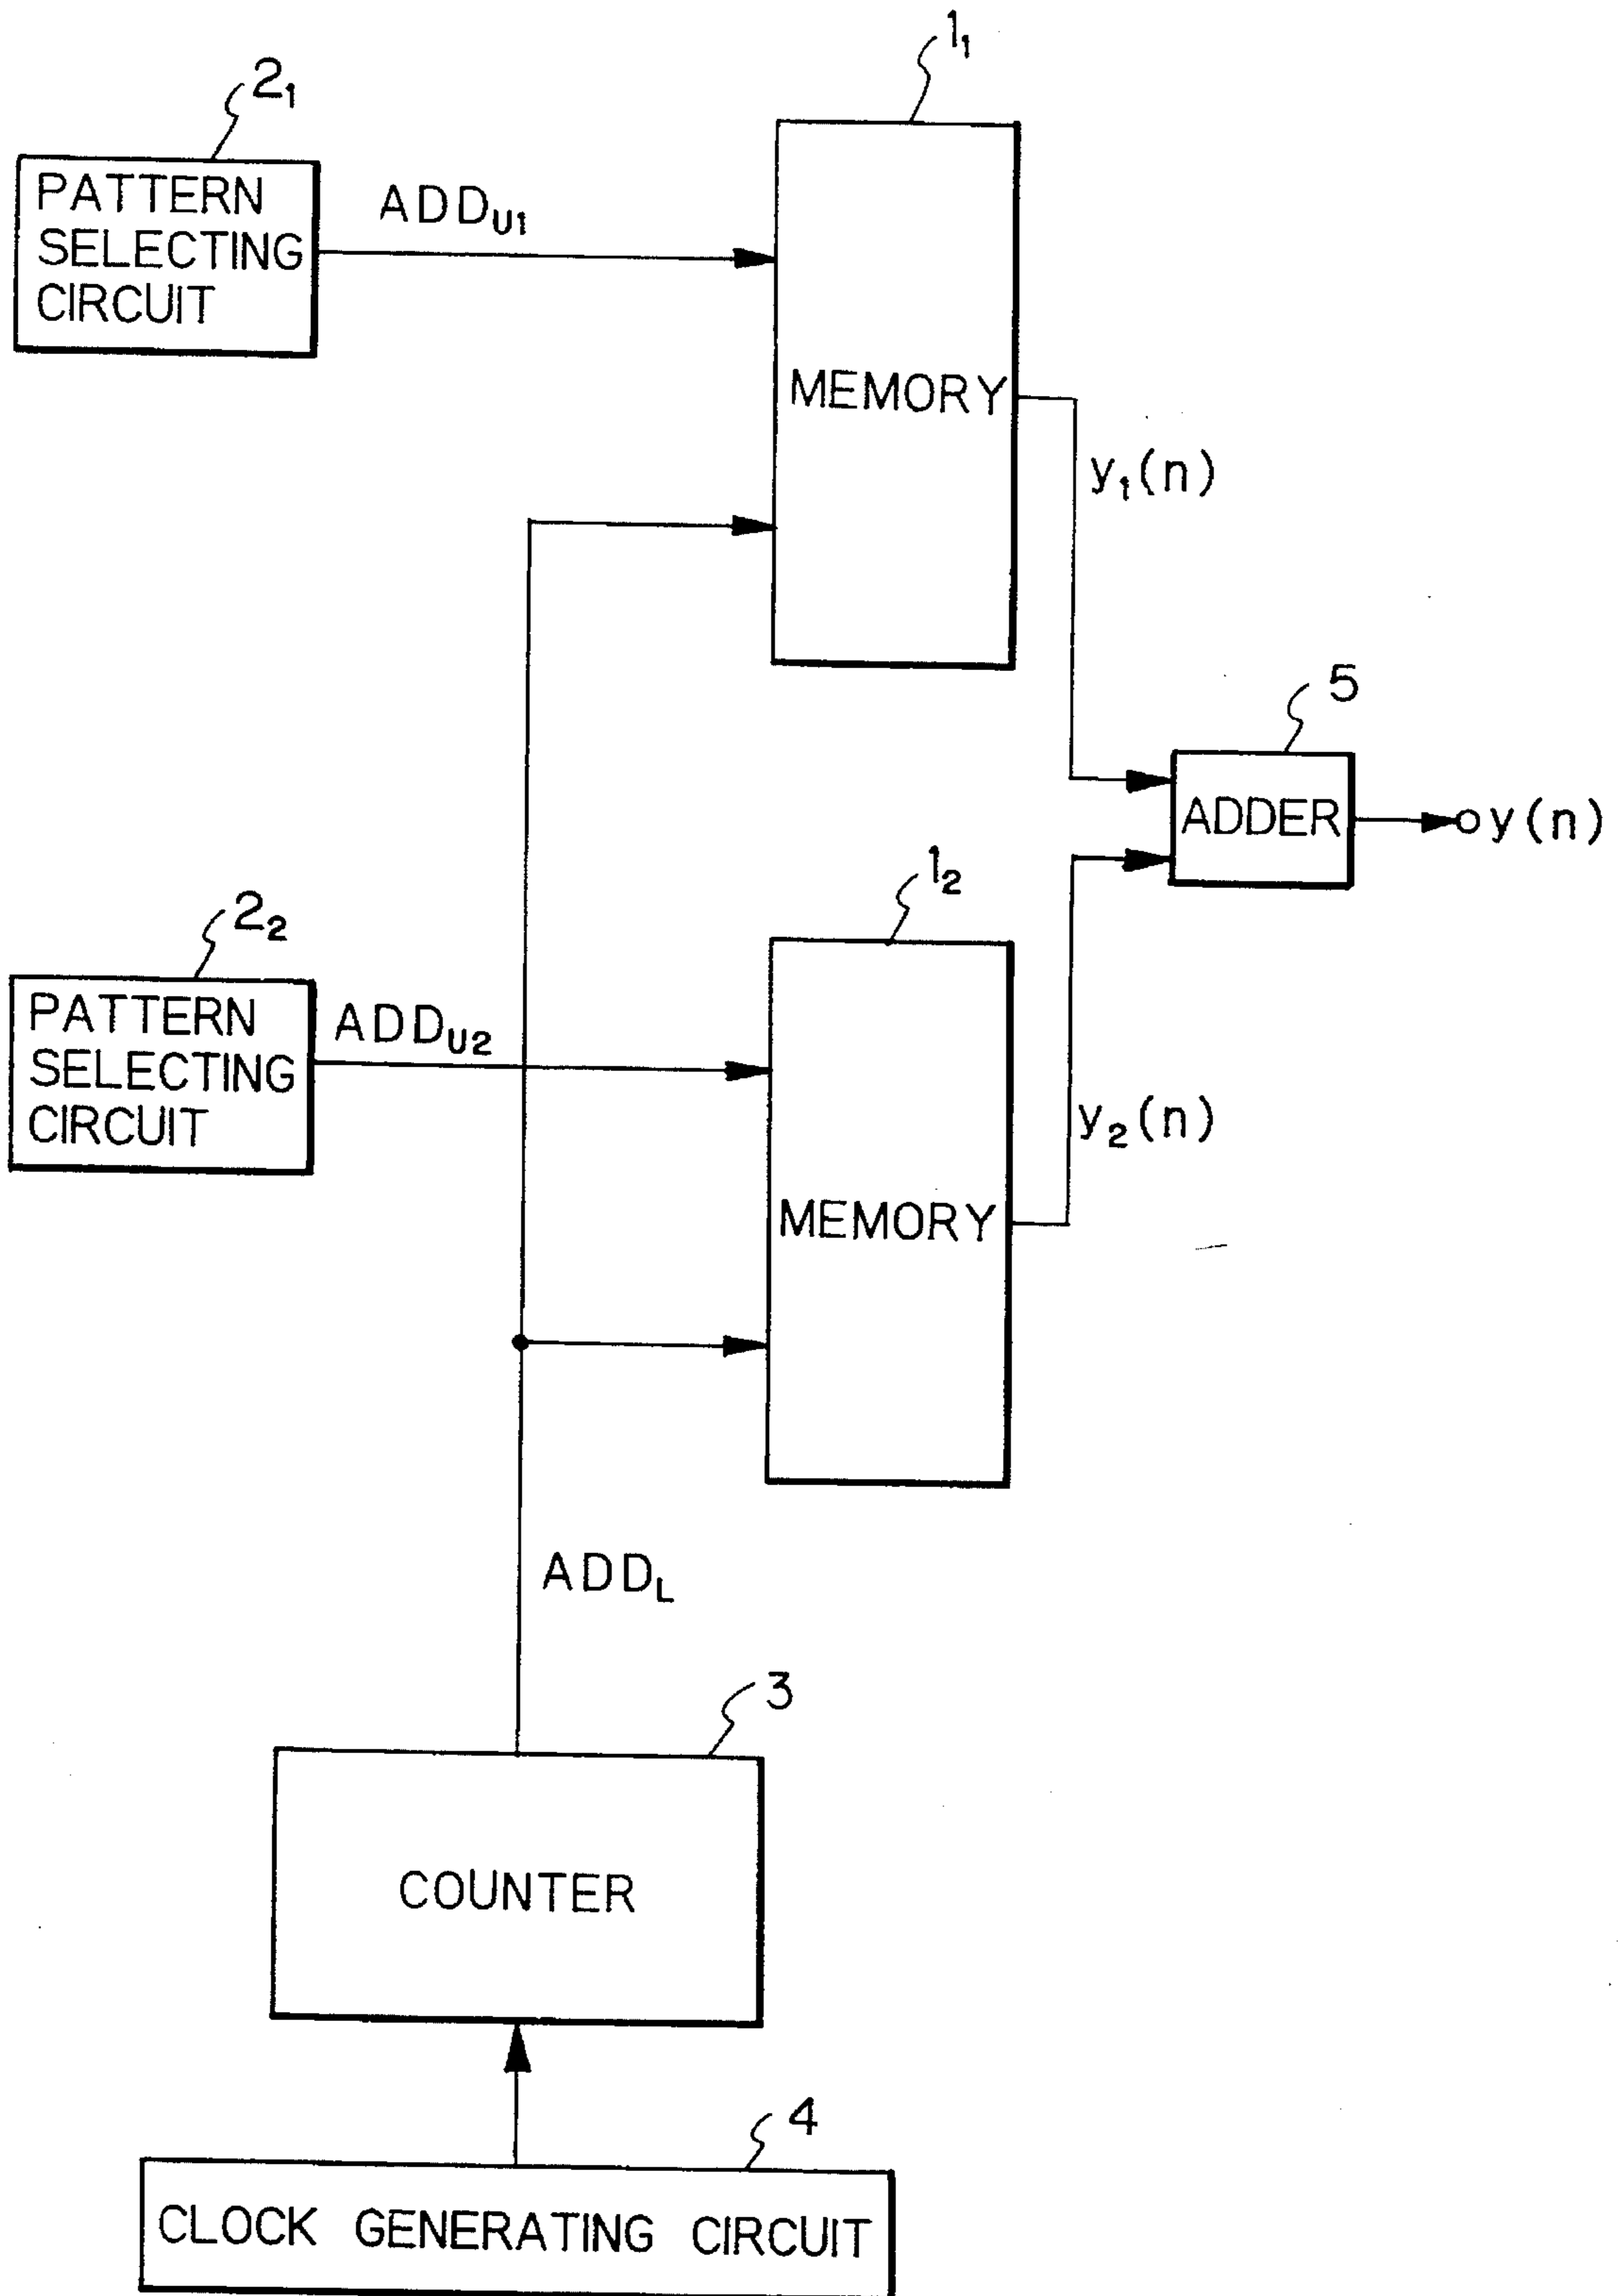 1₁
2₁
PATTERN
SELECTING
CIRCUIT
ADD_U1
MEMORY
y₁(n)
5
ADDER
y(n)
1₂
2₂
PATTERN
SELECTING
CIRCUIT
ADD_U2
MEMORY
y₂(n)
ADD_L
3
COUNTER
4
CLOCK GENERATING CIRCUIT